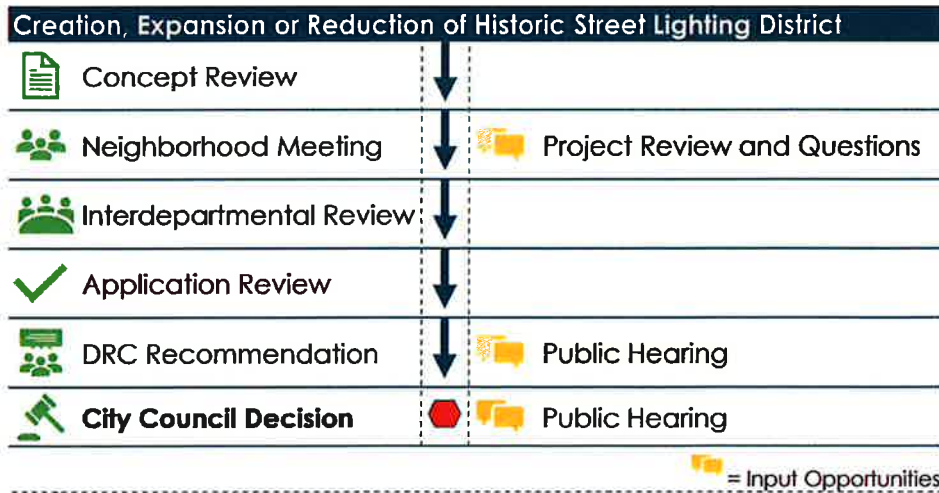 Creation, Expansion or Reduction of Historic Street Lighting District
Concept Review
Neighborhood Meeting Project Review and Questions
Interdepartmental Review
Application Review
DRC Recommendation Public Hearing
City Council Decision Public Hearing
= Input Opportunities